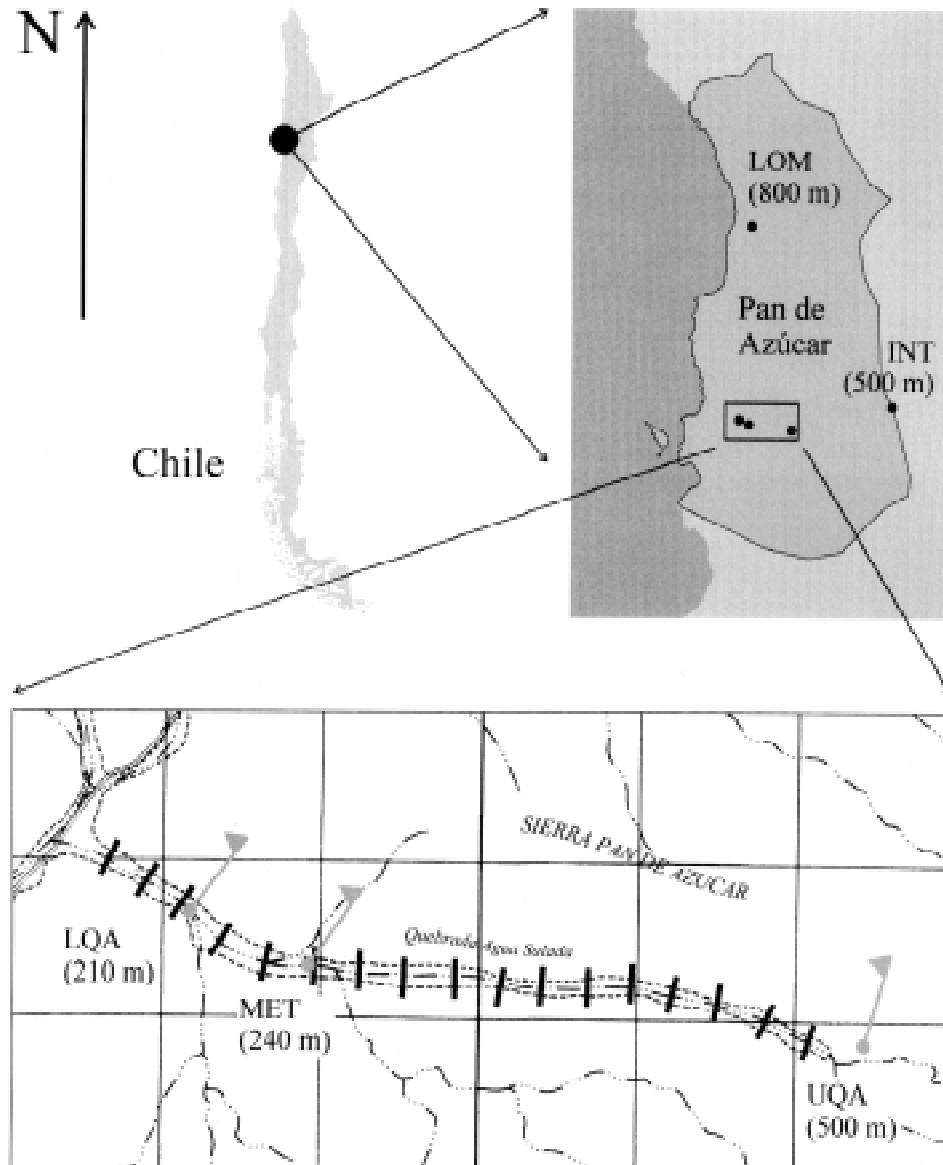 N
Chile
LOM
(800 m)
Pan de
Azúcar
INT
(500 m)
SIERRA PAN DE AZUCAR
Quebrada Agua Salada
LQA
(210 m)
MET
(240 m)
UQA
(500 m)